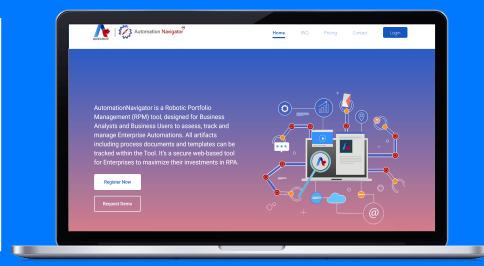 Automation Navigator
Home
FAQ
Pricing
Contact
Login
AutomationNavigator is a Robotic Portfolio
Management (RPM) tool, designed for Business
Analysts and Business Users to assess, track and
manage Enterprise Automations. All artifacts
including process documents and templates can be
tracked within the Tool. It's a secure web-based tool
for Enterprises to maximize their investments in RPA.
Register Now
Request Demo
@